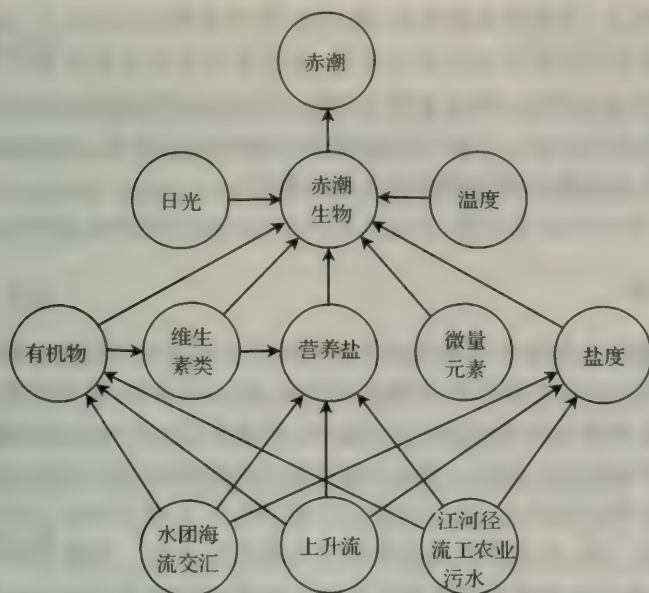 赤潮
日光
赤潮
生物
温度
有机物
维生
素类
营养盐
微量
元素
盐度
水团海
流交汇
上升流
江河径
流工农业
污水